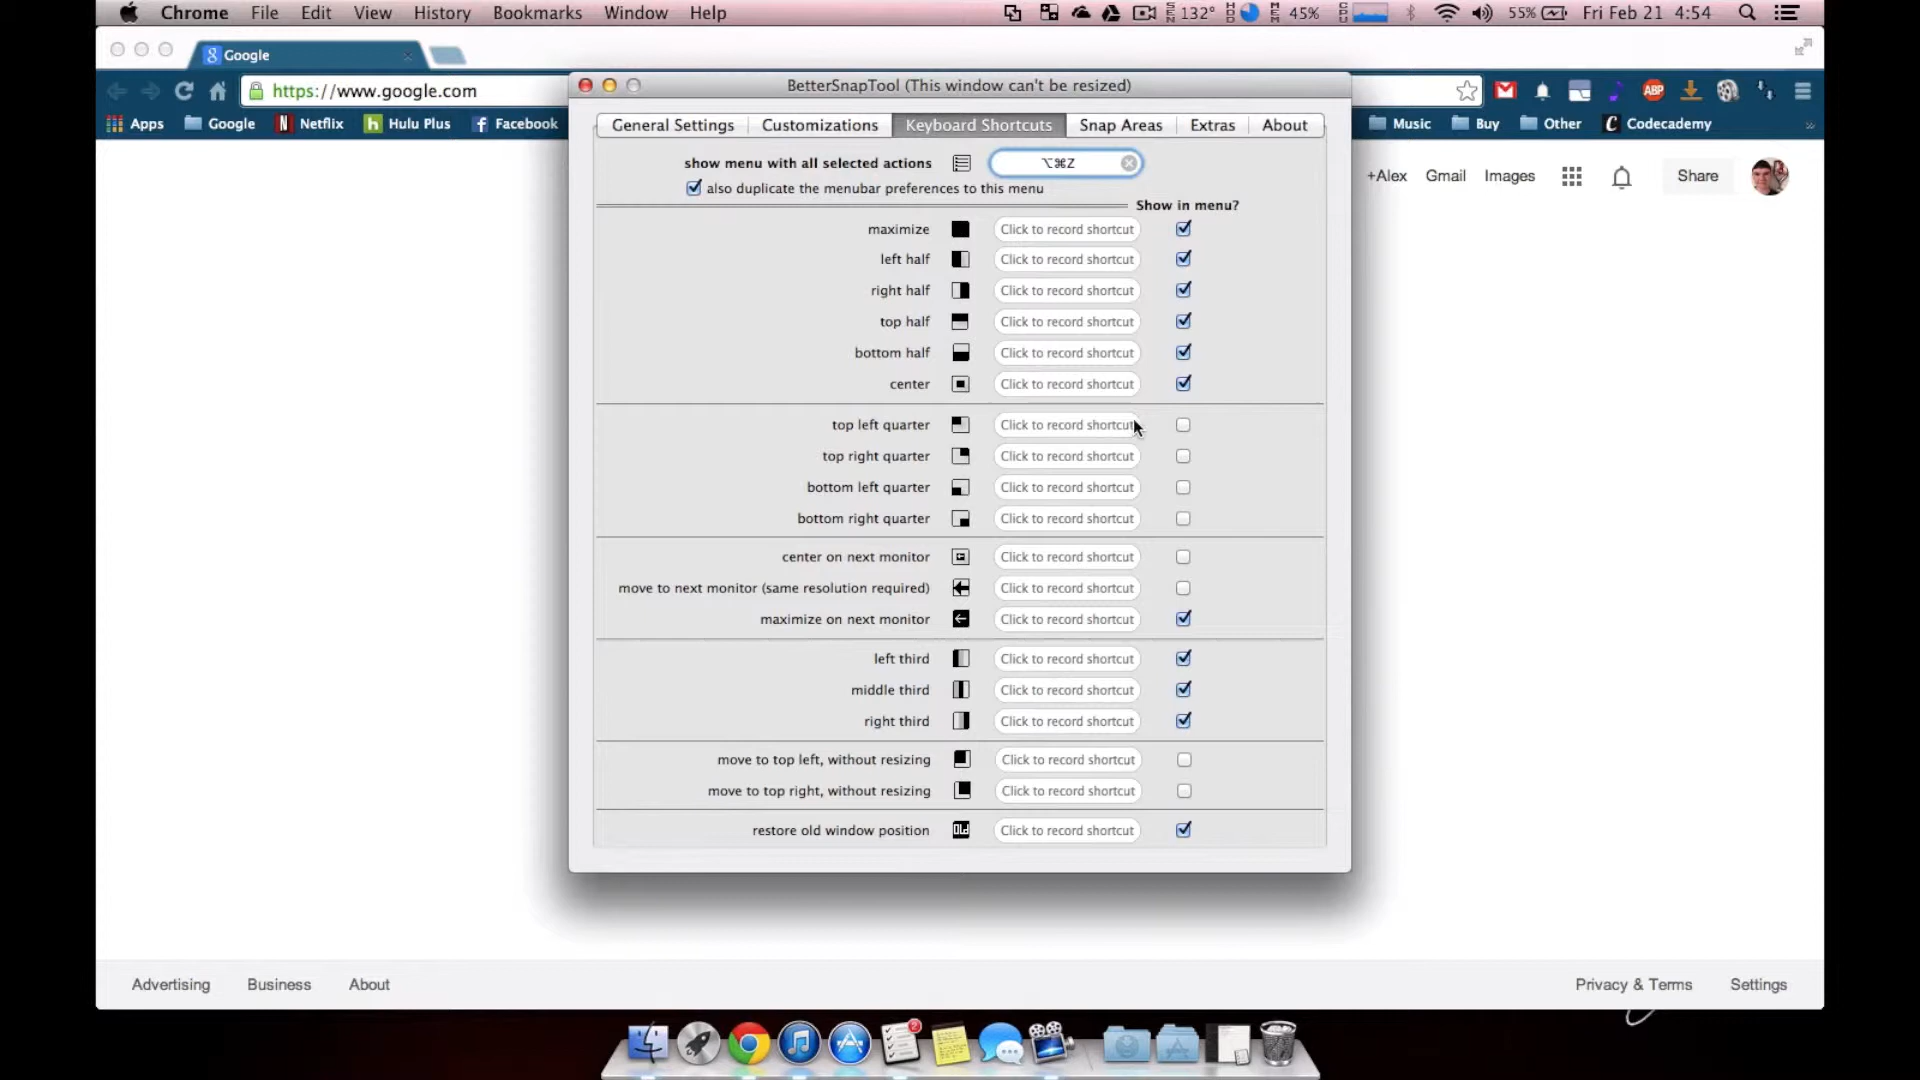 Chrome File Edit View History Bookmarks Window Help
132° 45% 55% Fri Feb 21 4:54
Google
https://www.google.com
BetterSnapTool (This window can't be resized)
Apps Google Netflix Hulu Plus Facebook
Music Buy Other Codecademy
ABP
General Settings Customizations Keyboard Shortcuts Snap Areas Extras About
+Alex Gmail Images Share
show menu with all selected actions ⌥⌘Z
also duplicate the menubar preferences to this menu
Show in menu?
maximize Click to record shortcut
left half Click to record shortcut
right half Click to record shortcut
top half Click to record shortcut
bottom half Click to record shortcut
center Click to record shortcut
top left quarter Click to record shortcut
top right quarter Click to record shortcut
bottom left quarter Click to record shortcut
bottom right quarter Click to record shortcut
center on next monitor Click to record shortcut
move to next monitor (same resolution required) Click to record shortcut
maximize on next monitor Click to record shortcut
left third Click to record shortcut
middle third Click to record shortcut
right third Click to record shortcut
move to top left, without resizing Click to record shortcut
move to top right, without resizing Click to record shortcut
restore old window position Click to record shortcut
Advertising Business About
Privacy & Terms Settings
2